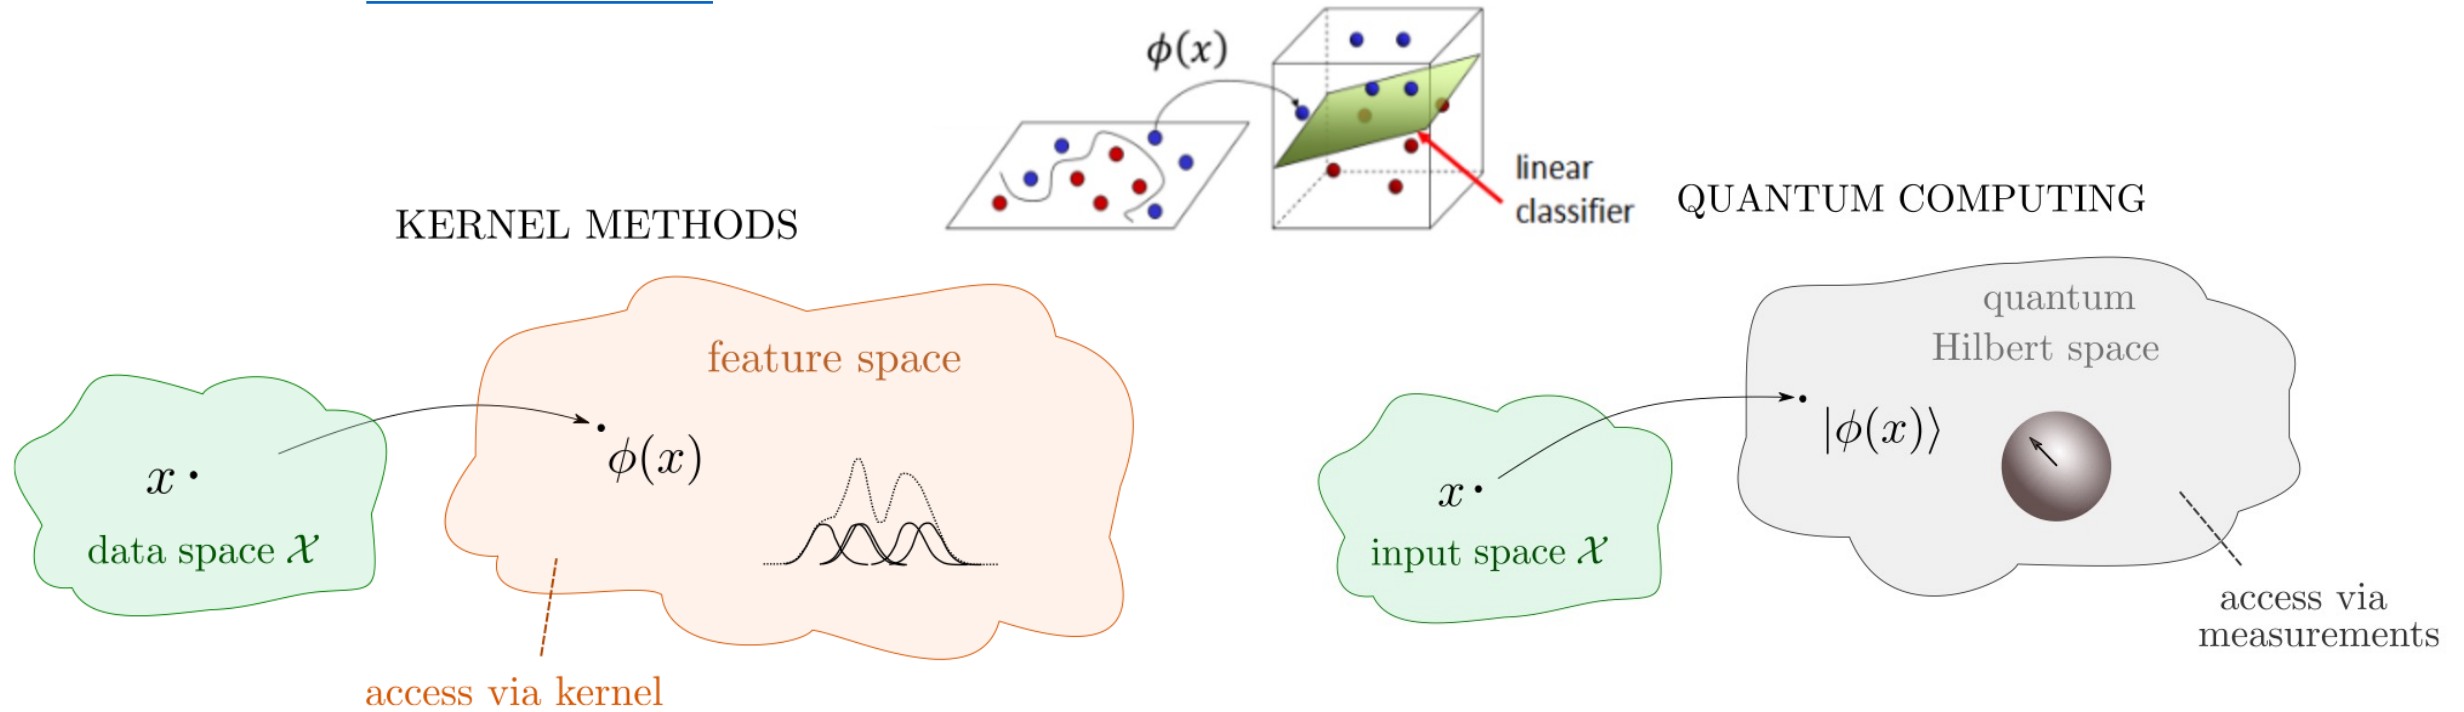 ϕ(x)
linear
classifier
KERNEL METHODS
feature space
ϕ(x)
x
data space 𝒳
access via kernel
QUANTUM COMPUTING
quantum
Hilbert space
|ϕ(x)⟩
x
input space 𝒳
access via
measurements